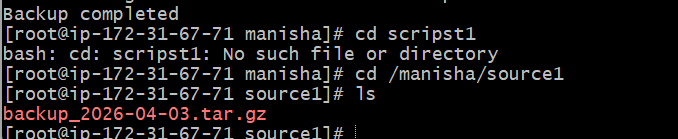 Backup completed
[root@ip-172-31-67-71 manisha]# cd scripst1
bash: cd: scripst1: No such file or directory
[root@ip-172-31-67-71 manisha]# cd /manisha/source1
[root@ip-172-31-67-71 source1]# ls
backup_2026-04-03.tar.gz
[root@ip-172-31-67-71 source1]#